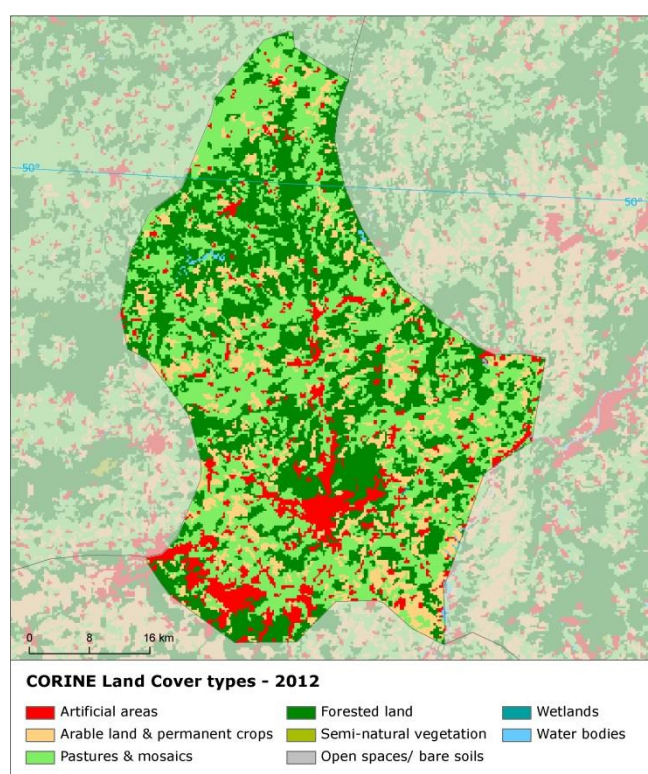 50°
50°
0 8 16 km
CORINE Land Cover types - 2012
Artificial areas
Arable land & permanent crops
Pastures & mosaics
Forested land
Semi-natural vegetation
Open spaces/ bare soils
Wetlands
Water bodies